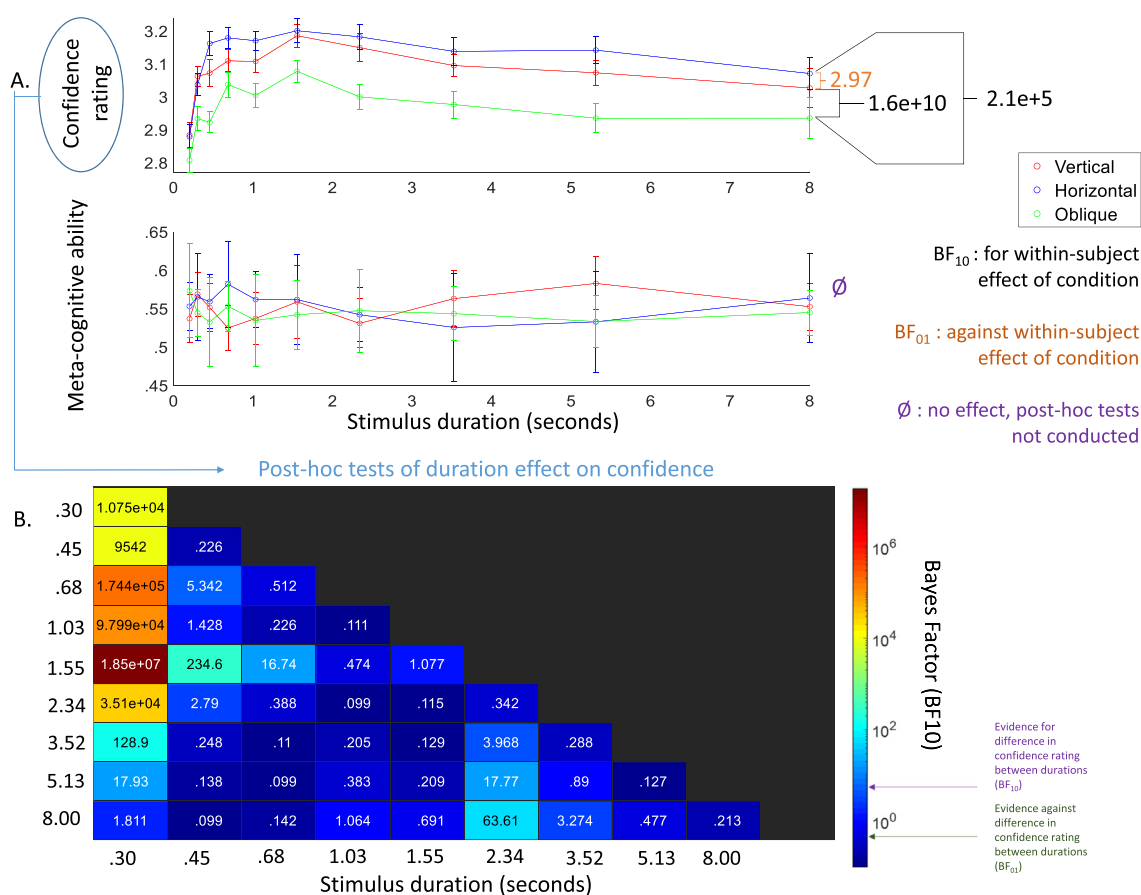 A.
Confidence
rating
3.2
3.1
3
2.9
2.8
0 1 2 3 4 5 6 7 8
2.97
1.6e+10
2.1e+5
Vertical
Horizontal
Oblique
Meta-cognitive ability
.65
.6
.55
.5
.45
0 1 2 3 4 5 6 7 8
Stimulus duration (seconds)
Ø
BF10 : for within-subject
effect of condition
BF01 : against within-subject
effect of condition
Ø : no effect, post-hoc tests
not conducted
Post-hoc tests of duration effect on confidence
B.
.30 1.075e+04
.45 9542 .226
.68 1.744e+05 5.342 .512
1.03 9.799e+04 1.428 .226 .111
1.55 1.85e+07 234.6 16.74 .474 1.077
2.34 3.51e+04 2.79 .388 .099 .115 .342
3.52 128.9 .248 .11 .205 .129 3.968 .288
5.13 17.93 .138 .099 .383 .209 17.77 .89 .127
8.00 1.811 .099 .142 1.064 .691 63.61 3.274 .477 .213
.30 .45 .68 1.03 1.55 2.34 3.52 5.13 8.00
Stimulus duration (seconds)
10^6
10^4
10^2
10^0
Bayes Factor (BF10)
Evidence for
difference in
confidence rating
between durations
(BF10)
Evidence against
difference in
confidence rating
between durations
(BF01)